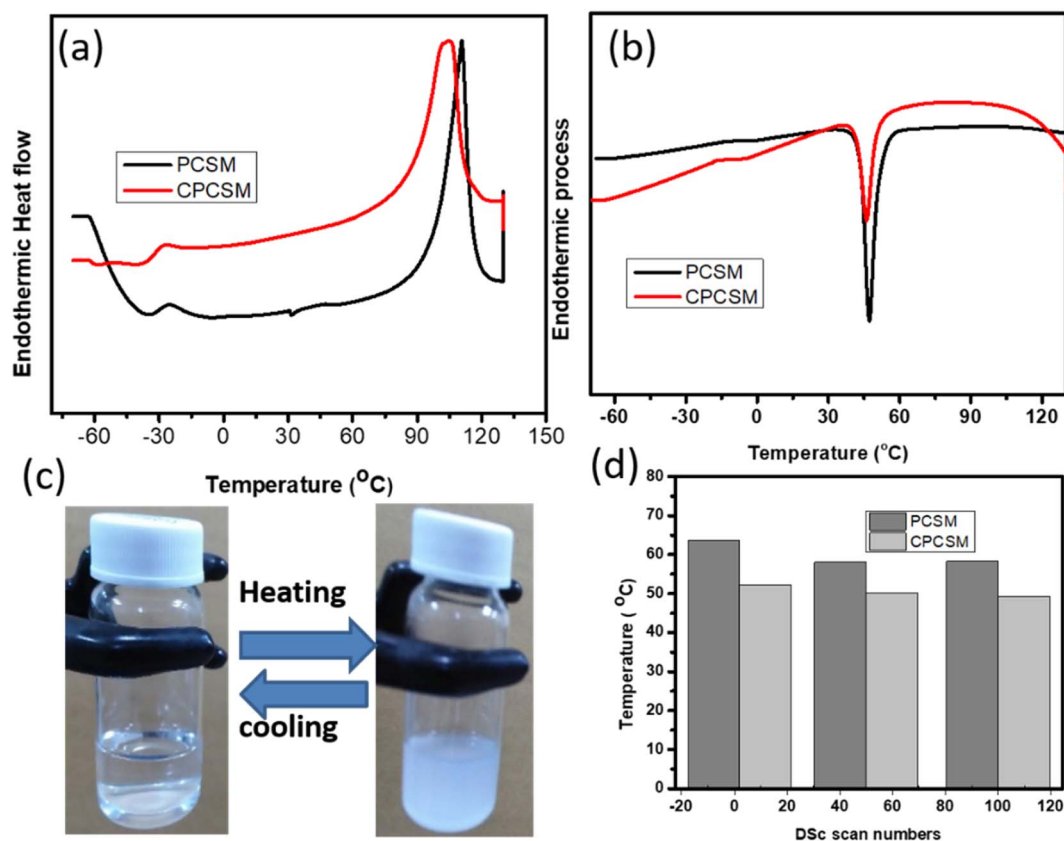 (a)
PCSM
CPCSM
Endothermic Heat flow
-60 -30 0 30 60 90 120 150
Temperature (°C)
(b)
PCSM
CPCSM
Endothermic process
-60 -30 0 30 60 90 120
Temperature (°C)
(c)
Heating
cooling
(d)
PCSM
CPCSM
Temperature (°C)
80
70
60
50
40
30
20
10
0
-20 0 20 40 60 80 100 120
DSc scan numbers